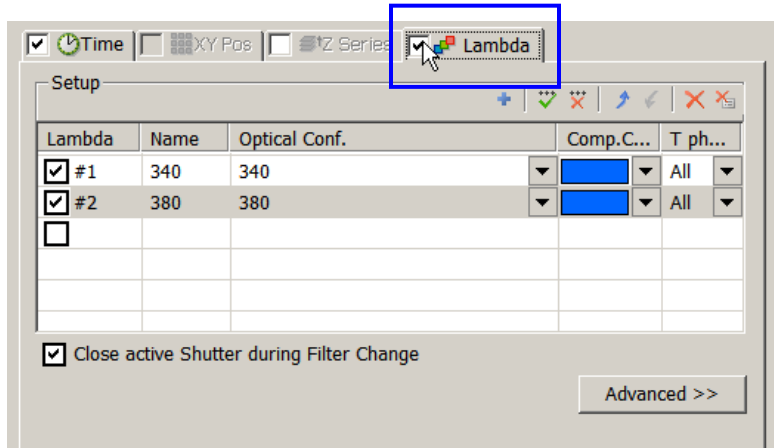 Time XY Pos Z Series Lambda
Setup
Lambda Name Optical Conf. Comp.C... T ph...
#1 340 340 All
#2 380 380 All
Close active Shutter during Filter Change
Advanced >>